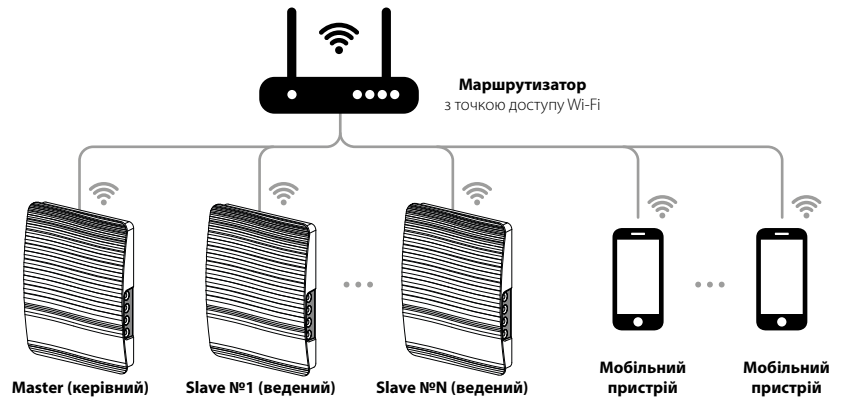 Маршрутизатор
з точкою доступу Wi-Fi
Master (керівний)
Slave №1 (ведений)
Slave №N (ведений)
Мобільний
пристрій
Мобільний
пристрій